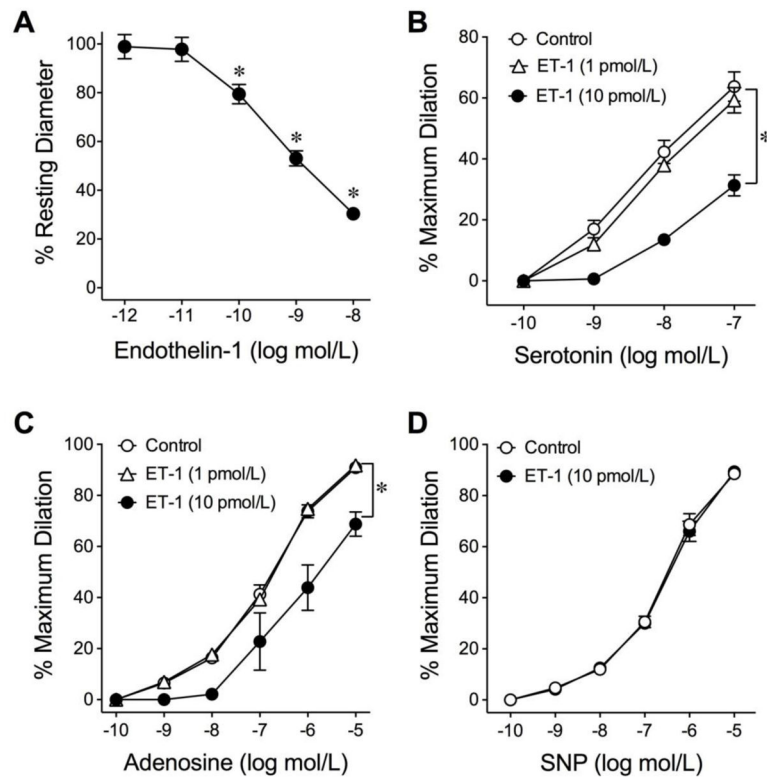 A
% Resting Diameter
100
80
60
40
20
0
* * *
-12 -11 -10 -9 -8
Endothelin-1 (log mol/L)
B
% Maximum Dilation
80
60
40
20
0
Control
ET-1 (1 pmol/L)
ET-1 (10 pmol/L)
*
-10 -9 -8 -7
Serotonin (log mol/L)
C
% Maximum Dilation
100
80
60
40
20
0
Control
ET-1 (1 pmol/L)
ET-1 (10 pmol/L)
*
-10 -9 -8 -7 -6 -5
Adenosine (log mol/L)
D
% Maximum Dilation
100
80
60
40
20
0
Control
ET-1 (10 pmol/L)
-10 -9 -8 -7 -6 -5
SNP (log mol/L)